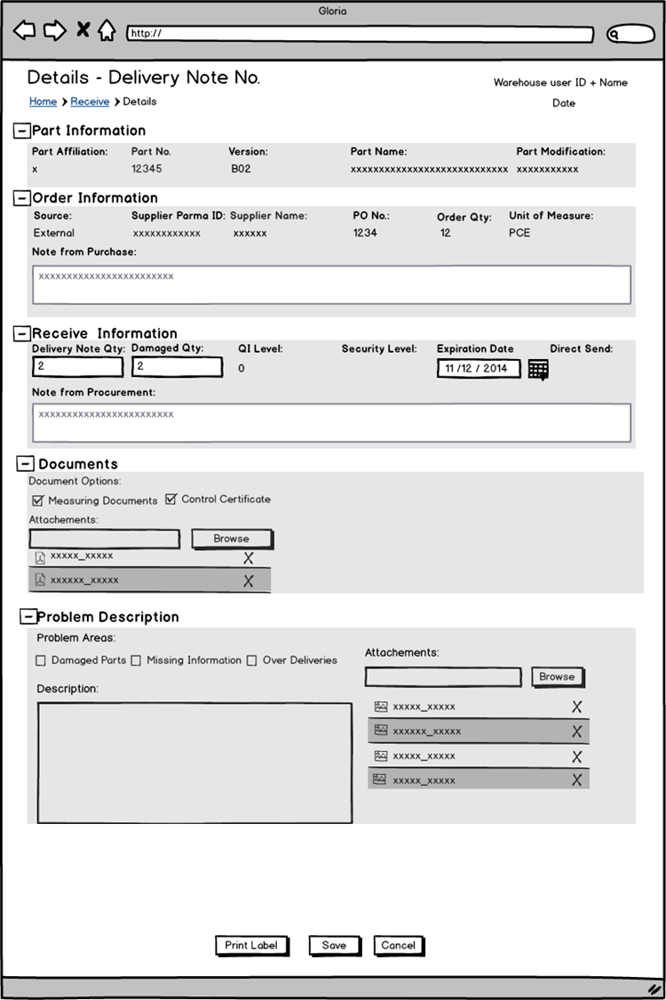 Gloria
http://
Details - Delivery Note No.
Warehouse user ID + Name
Home Receive Details
Date
Part Information
Part Affiliation: Part No. Version: Part Name: Part Modification:
x 12345 B02 xxxxxxxxxxxxxxxxxxxxxxxxxxxx xxxxxxxxxxx
Order Information
Source: Supplier Parma ID: Supplier Name: PO No.: Order Qty: Unit of Measure:
External xxxxxxxxxxxx xxxxxx 1234 12 PCE
Note from Purchase:
xxxxxxxxxxxxxxxxxxxxxxxx
Receive Information
Delivery Note Qty: Damaged Qty: QI Level: Security Level: Expiration Date Direct Send:
2 2 0 11 /12 / 2014
Note from Procurement:
xxxxxxxxxxxxxxxxxxxxxxxx
Documents
Document Options:
Measuring Documents Control Certificate
Attachements:
Browse
xxxxx_xxxxx X
xxxxxx_xxxxx X
Problem Description
Problem Areas:
Damaged Parts Missing Information Over Deliveries
Description:
Attachements:
Browse
xxxxx_xxxxx X
xxxxxx_xxxxx X
xxxxx_xxxxx X
xxxxx_xxxxx X
Print Label Save Cancel